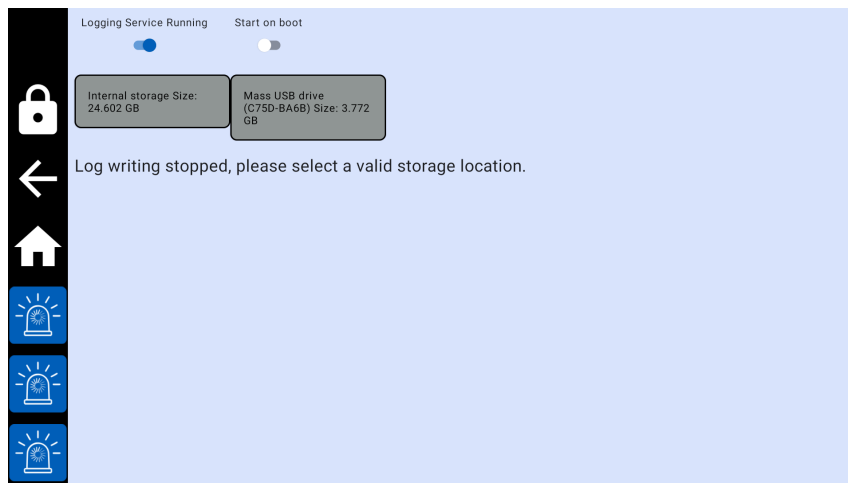 Logging Service Running
Start on boot
Internal storage Size:
24.602 GB
Mass USB drive
(C75D-BA6B) Size: 3.772
GB
Log writing stopped, please select a valid storage location.